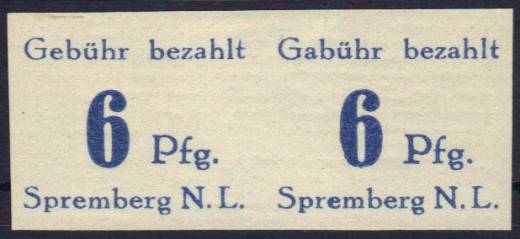 Gebühr bezahlt
6 Pfg.
Spremberg N.L.
Gabühr bezahlt
6 Pfg.
Spremberg N.L.